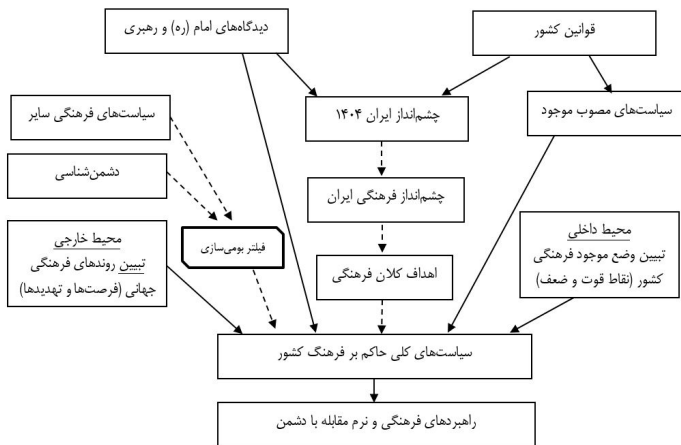 دیدگاه‌های امام (ره) و رهبری
قوانین کشور
سیاست‌های فرهنگی سایر
چشم‌انداز ایران ۱۴۰۴
سیاست‌های مصوب موجود
دشمن‌شناسی
چشم‌انداز فرهنگی ایران
محیط خارجی
تبیین روندهای فرهنگی
جهانی (فرصت‌ها و تهدیدها)
فیلتر بومی‌سازی
محیط داخلی
تبیین وضع موجود فرهنگی
کشور (نقاط قوت و ضعف)
اهداف کلان فرهنگی
سیاست‌های کلی حاکم بر فرهنگ کشور
راهبردهای فرهنگی و نرم مقابله با دشمن